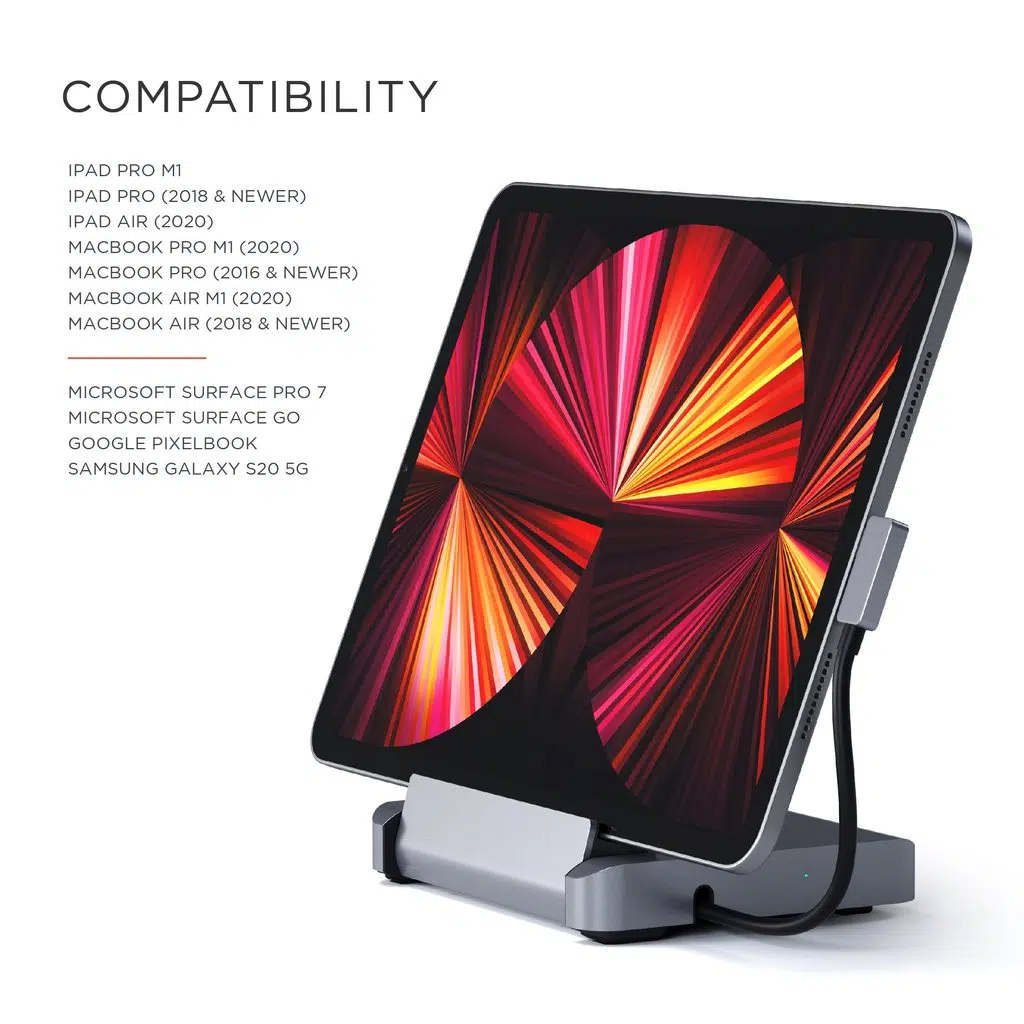 COMPATIBILITY
IPAD PRO M1
IPAD PRO (2018 & NEWER)
IPAD AIR (2020)
MACBOOK PRO M1 (2020)
MACBOOK PRO (2016 & NEWER)
MACBOOK AIR M1 (2020)
MACBOOK AIR (2018 & NEWER)
MICROSOFT SURFACE PRO 7
MICROSOFT SURFACE GO
GOOGLE PIXELBOOK
SAMSUNG GALAXY S20 5G